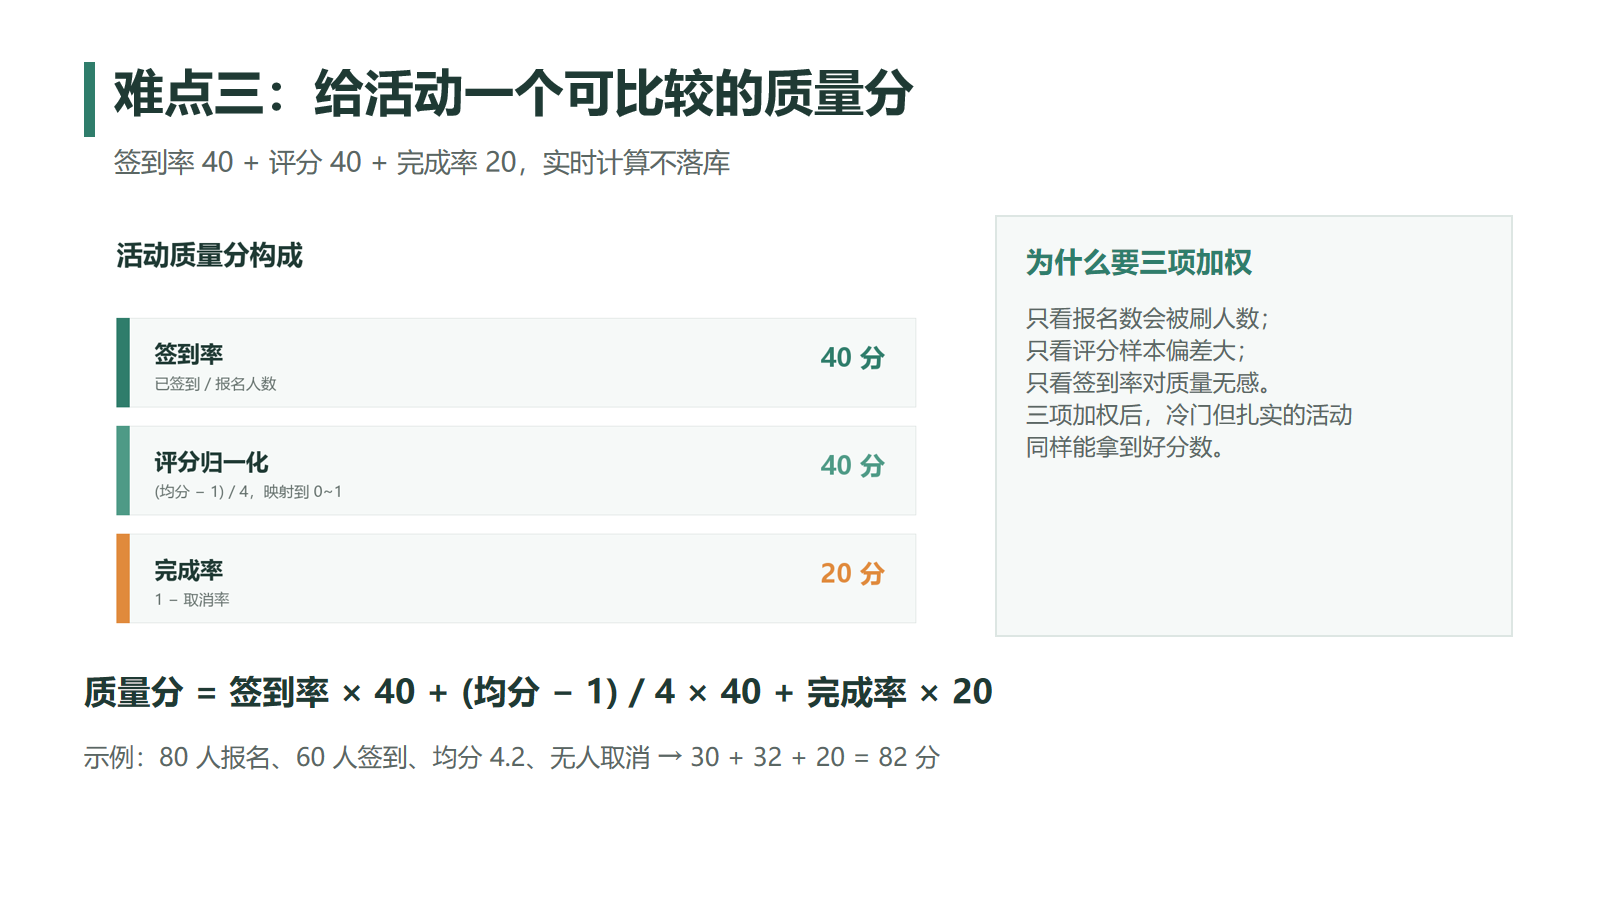 难点三：给活动一个可比较的质量分
签到率 40 + 评分 40 + 完成率 20，实时计算不落库
活动质量分构成
签到率
已签到 / 报名人数
40 分
评分归一化
(均分 − 1) / 4，映射到 0~1
40 分
完成率
1 − 取消率
20 分
为什么要三项加权
只看报名数会被刷人数；
只看评分样本偏差大；
只看签到率对质量无感。
三项加权后，冷门但扎实的活动
同样能拿到好分数。
质量分 = 签到率 × 40 + (均分 − 1) / 4 × 40 + 完成率 × 20
示例：80 人报名、60 人签到、均分 4.2、无人取消 → 30 + 32 + 20 = 82 分